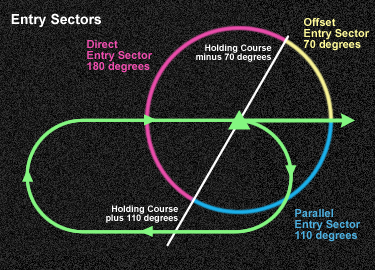 Entry Sectors
Offset
Entry Sector
70 degrees
Direct
Entry Sector
180 degrees
Holding Course
minus 70 degrees
Holding Course
plus 110 degrees
Parallel
Entry Sector
110 degrees